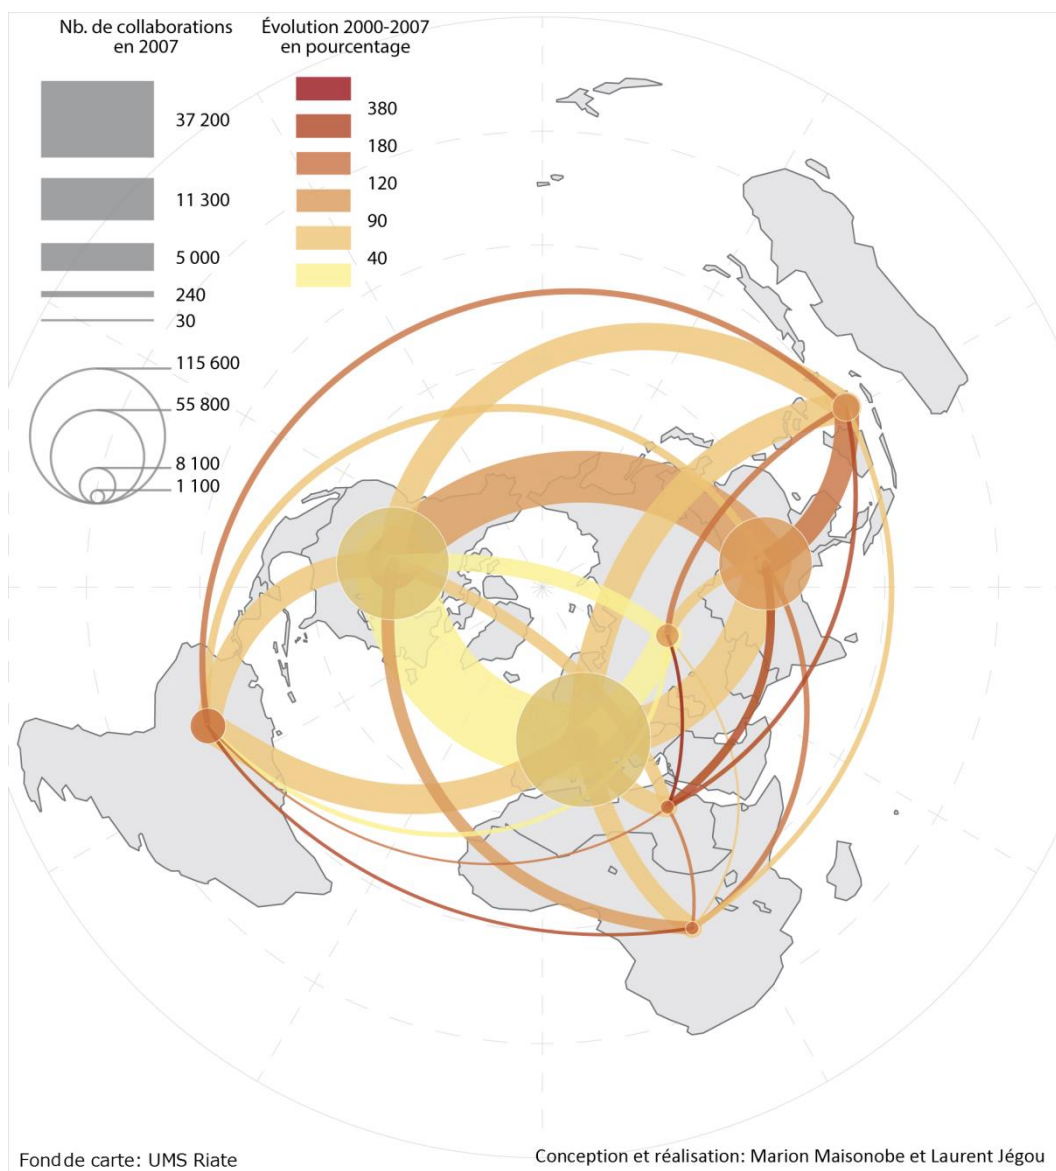 Nb. de collaborations
en 2007
37 200
11 300
5 000
240
30
115 600
55 800
8 100
1 100
Évolution 2000-2007
en pourcentage
380
180
120
90
40
Fond de carte: UMS Riate
Conception et réalisation: Marion Maisonobe et Laurent Jégou